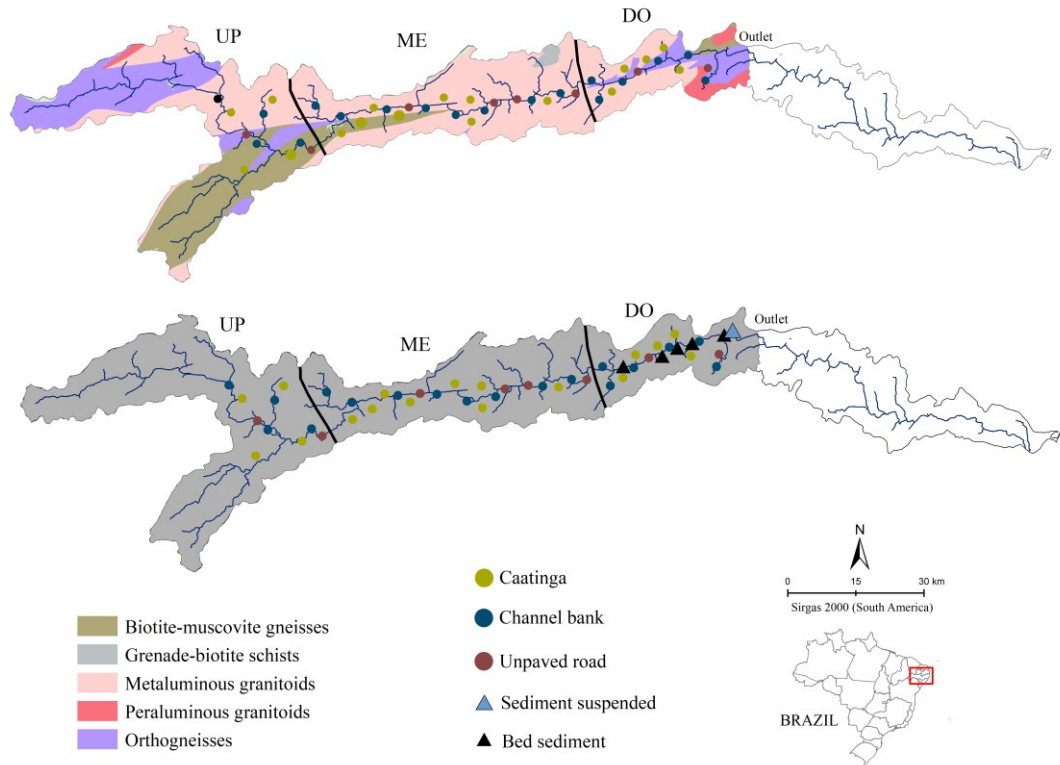 UP
ME
DO
Outlet
UP
ME
DO
Outlet
Biotite-muscovite gneisses
Grenade-biotite schists
Metaluminous granitoids
Peraluminous granitoids
Orthogneisses
Caatinga
Channel bank
Unpaved road
Sediment suspended
Bed sediment
N
0 15 30 km
Sirgas 2000 (South America)
BRAZIL